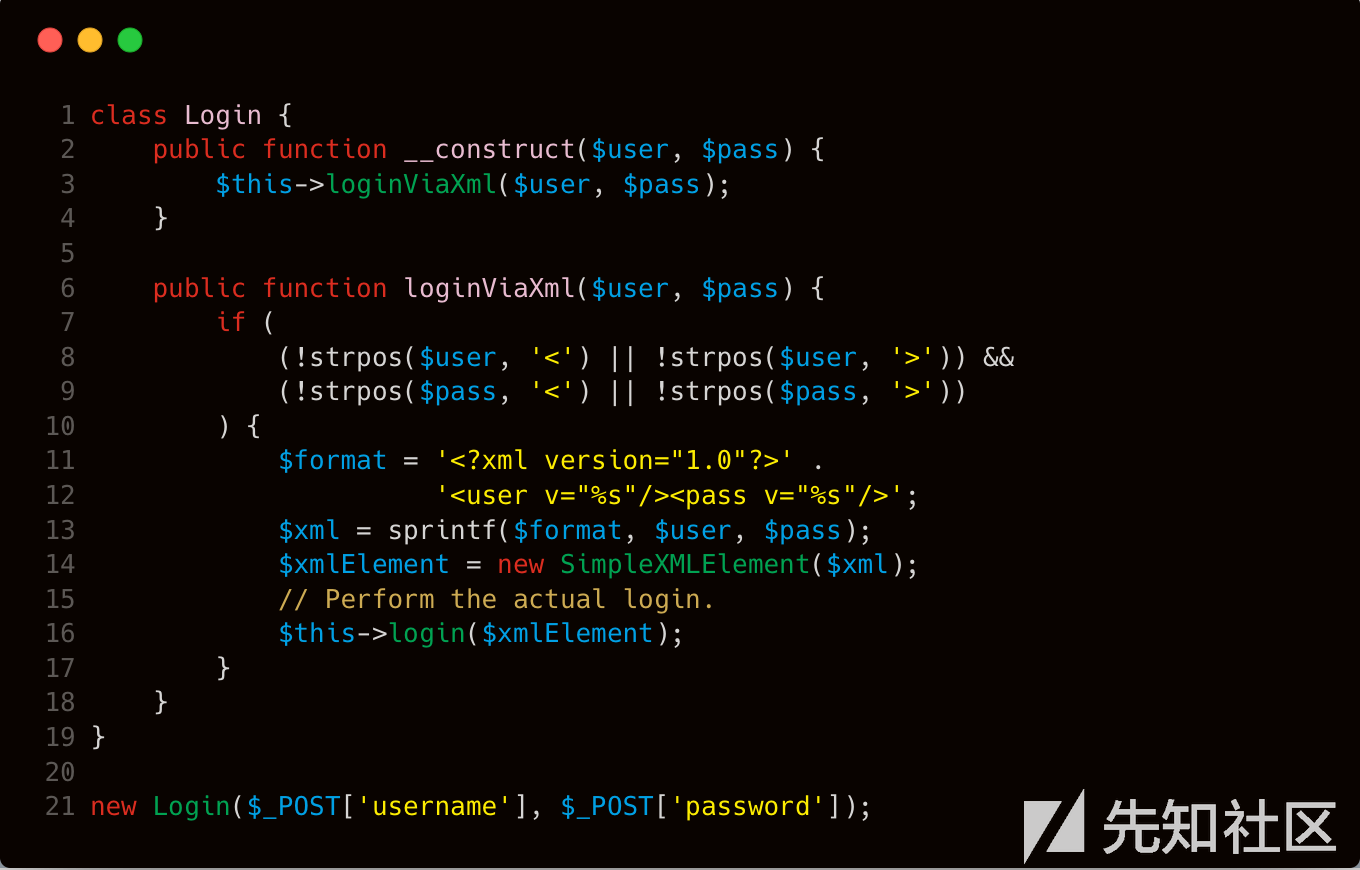 1 class Login {
2     public function __construct($user, $pass) {
3         $this->loginViaXml($user, $pass);
4     }
5
6     public function loginViaXml($user, $pass) {
7         if (
8             (!strpos($user, '<') || !strpos($user, '>')) &&
9             (!strpos($pass, '<') || !strpos($pass, '>'))
10         ) {
11             $format = '<?xml version="1.0"?>' .
12                       '<user v="%s"/><pass v="%s"/>';
13             $xml = sprintf($format, $user, $pass);
14             $xmlElement = new SimpleXMLElement($xml);
15             // Perform the actual login.
16             $this->login($xmlElement);
17         }
18     }
19 }
20
21 new Login($_POST['username'], $_POST['password']);
先知社区